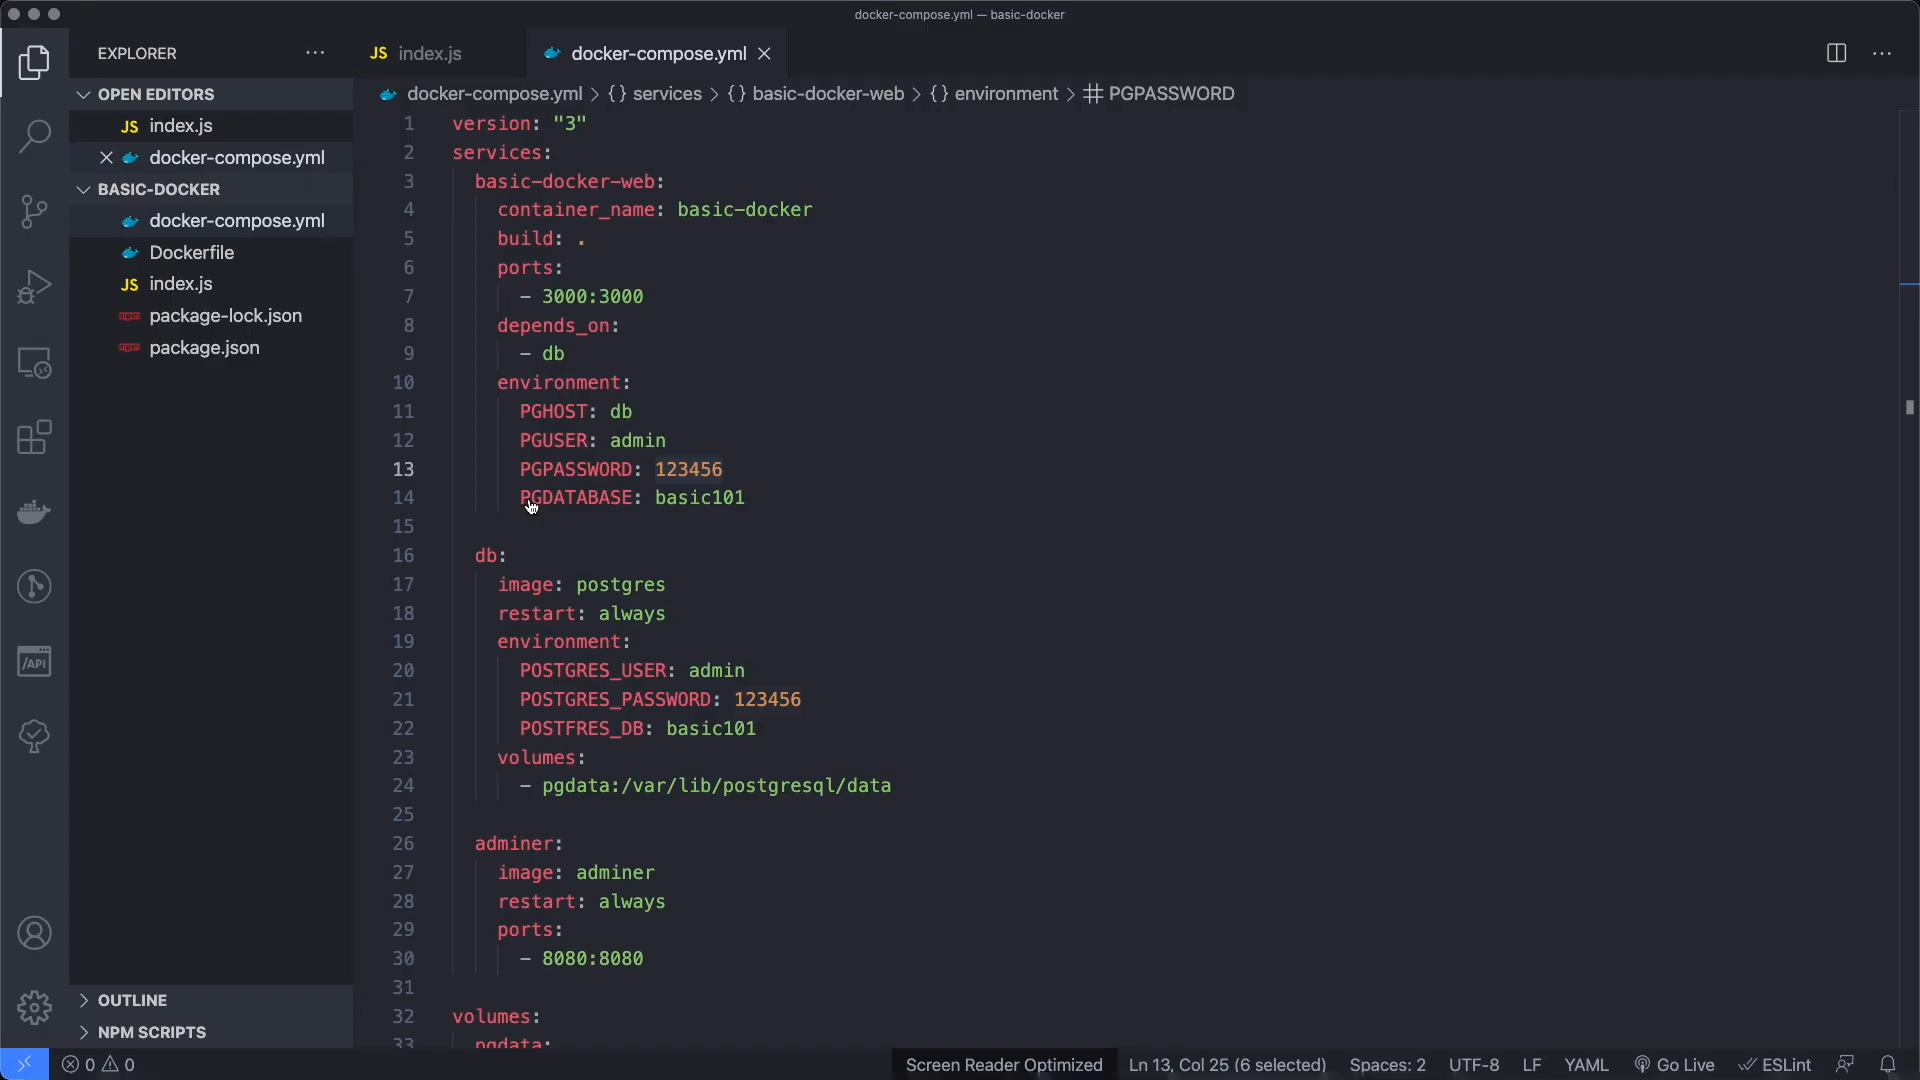 docker-compose.yml — basic-docker
EXPLORER
JS index.js
docker-compose.yml
OPEN EDITORS
JS index.js
docker-compose.yml
BASIC-DOCKER
docker-compose.yml
Dockerfile
JS index.js
package-lock.json
package.json
OUTLINE
NPM SCRIPTS
docker-compose.yml > {} services > {} basic-docker-web > {} environment > # PGPASSWORD
1 version: "3"
2 services:
3 basic-docker-web:
4 container_name: basic-docker
5 build: .
6 ports:
7 - 3000:3000
8 depends_on:
9 - db
10 environment:
11 PGHOST: db
12 PGUSER: admin
13 PGPASSWORD: 123456
14 PGDATABASE: basic101
15
16 db:
17 image: postgres
18 restart: always
19 environment:
20 POSTGRES_USER: admin
21 POSTGRES_PASSWORD: 123456
22 POSTFRES_DB: basic101
23 volumes:
24 - pgdata:/var/lib/postgresql/data
25
26 adminer:
27 image: adminer
28 restart: always
29 ports:
30 - 8080:8080
31
32 volumes:
33 pgdata:
/API
0 0
Screen Reader Optimized Ln 13, Col 25 (6 selected) Spaces: 2 UTF-8 LF YAML Go Live ESLint